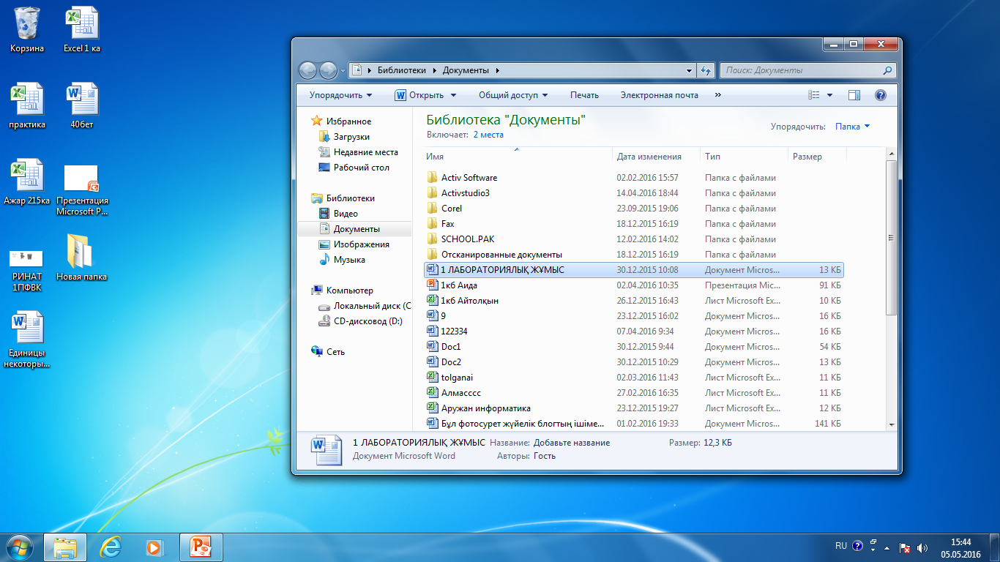 Корзина
Excel 1 ка
практика
40бет
Ажар 215ка
Презентация
Microsoft P...
РИНАТ
1ПФВК
Новая папка
Единицы
некоторы...
Библиотеки Документы
Поиск: Документы
Упорядочить Открыть Общий доступ Печать Электронная почта »
Избранное
Загрузки
Недавние места
Рабочий стол
Библиотеки
Видео
Документы
Изображения
Музыка
Компьютер
Локальный диск (C
CD-дисковод (D:)
Сеть
Библиотека "Документы"
Включает: 2 места
Упорядочить: Папка
Имя Дата изменения Тип Размер
Activ Software 02.02.2016 15:57 Папка с файлами
Activstudio3 14.04.2016 18:44 Папка с файлами
Corel 23.09.2015 19:06 Папка с файлами
Fax 18.12.2015 16:19 Папка с файлами
SCHOOL.PAK 12.02.2016 14:02 Папка с файлами
Отсканированные документы 18.12.2015 16:19 Папка с файлами
1 ЛАБОРАТОРИЯЛЫҚ ЖҰМЫС 30.12.2015 10:08 Документ Micros... 13 КБ
1кб Аида 02.04.2016 10:35 Презентация Mic... 91 КБ
1кб Айтолқын 26.12.2015 16:43 Лист Microsoft Ex... 10 КБ
9 23.12.2015 16:02 Документ Micros... 16 КБ
122334 07.04.2016 9:34 Документ Micros... 16 КБ
Doc1 30.12.2015 9:44 Документ Micros... 54 КБ
Doc2 30.12.2015 10:29 Документ Micros... 13 КБ
tolganai 02.03.2016 11:43 Лист Microsoft Ex... 11 КБ
Алмасссс 27.02.2016 16:35 Лист Microsoft Ex... 11 КБ
Аружан информатика 23.12.2015 19:27 Лист Microsoft Ex... 12 КБ
Бұл фотосурет жүйелік блогтың ішіме... 01.02.2016 19:33 Документ Micros... 141 КБ
1 ЛАБОРАТОРИЯЛЫҚ ЖҰМЫС Название: Добавьте название Размер: 12,3 КБ
Документ Microsoft Word Авторы: Гость
RU 15:44
05.05.2016